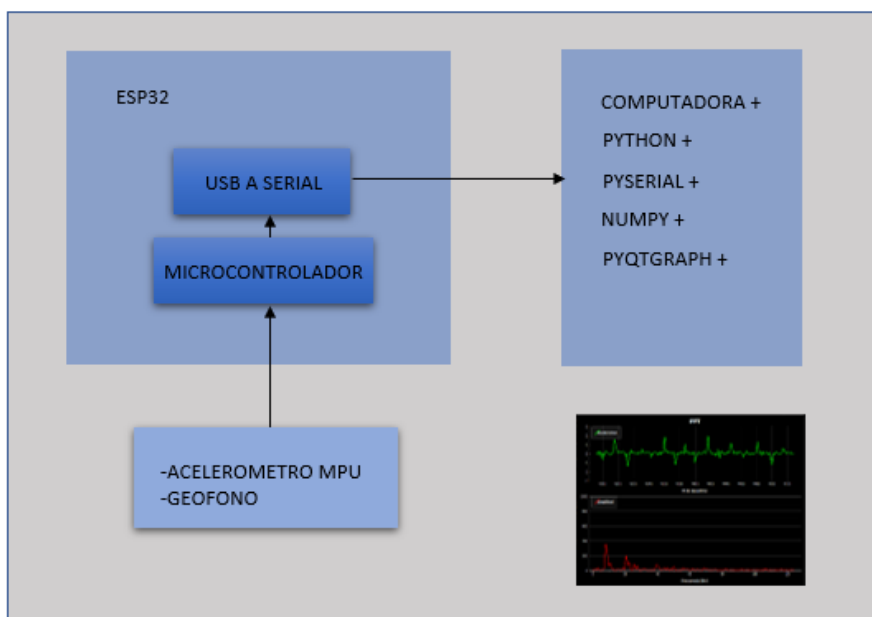 ESP32
USB A SERIAL
MICROCONTROLADOR
-ACELEROMETRO MPU
-GEOFONO
COMPUTADORA +
PYTHON +
PYSERIAL +
NUMPY +
PYQTGRAPH +